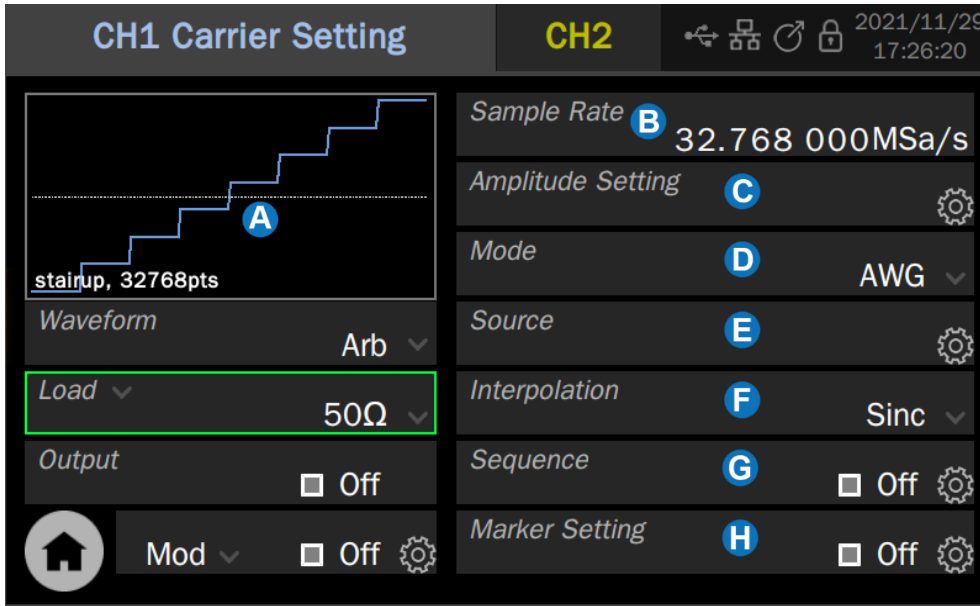 CH1 Carrier Setting
CH2
2021/11/29
17:26:20
A
stairup, 32768pts
Waveform
Arb
Load
50Ω
Output
Off
Mod
Off
Sample Rate
B
32.768 000MSa/s
Amplitude Setting
C
Mode
D
AWG
Source
E
Interpolation
F
Sinc
Sequence
G
Off
Marker Setting
H
Off